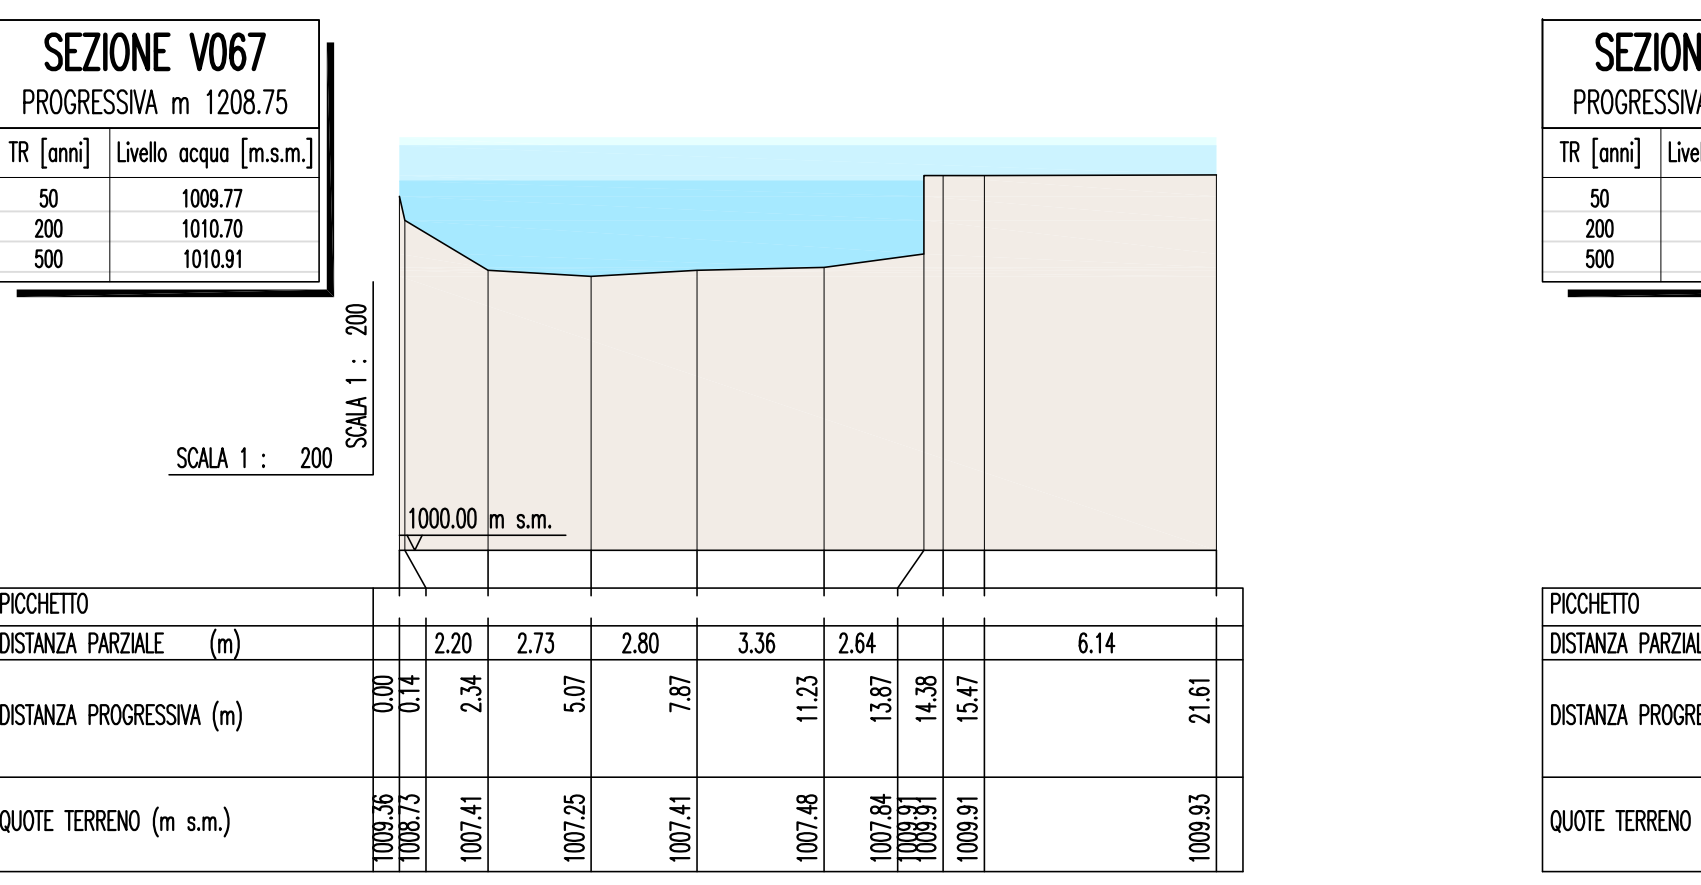 SEZIONE V067
PROGRESSIVA m 1208.75
TR [anni] Livello acqua [m.s.m.]
50 1009.77
200 1010.70
500 1010.91
SCALA 1 : 200
SCALA 1 : 200
1000.00 m s.m.
PICCHETTO
DISTANZA PARZIALE (m) 2.20 2.73 2.80 3.36 2.64 6.14
DISTANZA PROGRESSIVA (m) 0.00 0.14 2.34 5.07 7.87 11.23 13.87 14.38 15.47 21.61
QUOTE TERRENO (m s.m.) 1009.36 1008.73 1007.41 1007.25 1007.41 1007.48 1007.84 1009.91 1009.91 1009.91 1009.93
SEZION
PROGRESSIVA
TR [anni] Livel
50
200
500
PICCHETTO
DISTANZA PARZIAL
DISTANZA PROGRE
QUOTE TERRENO